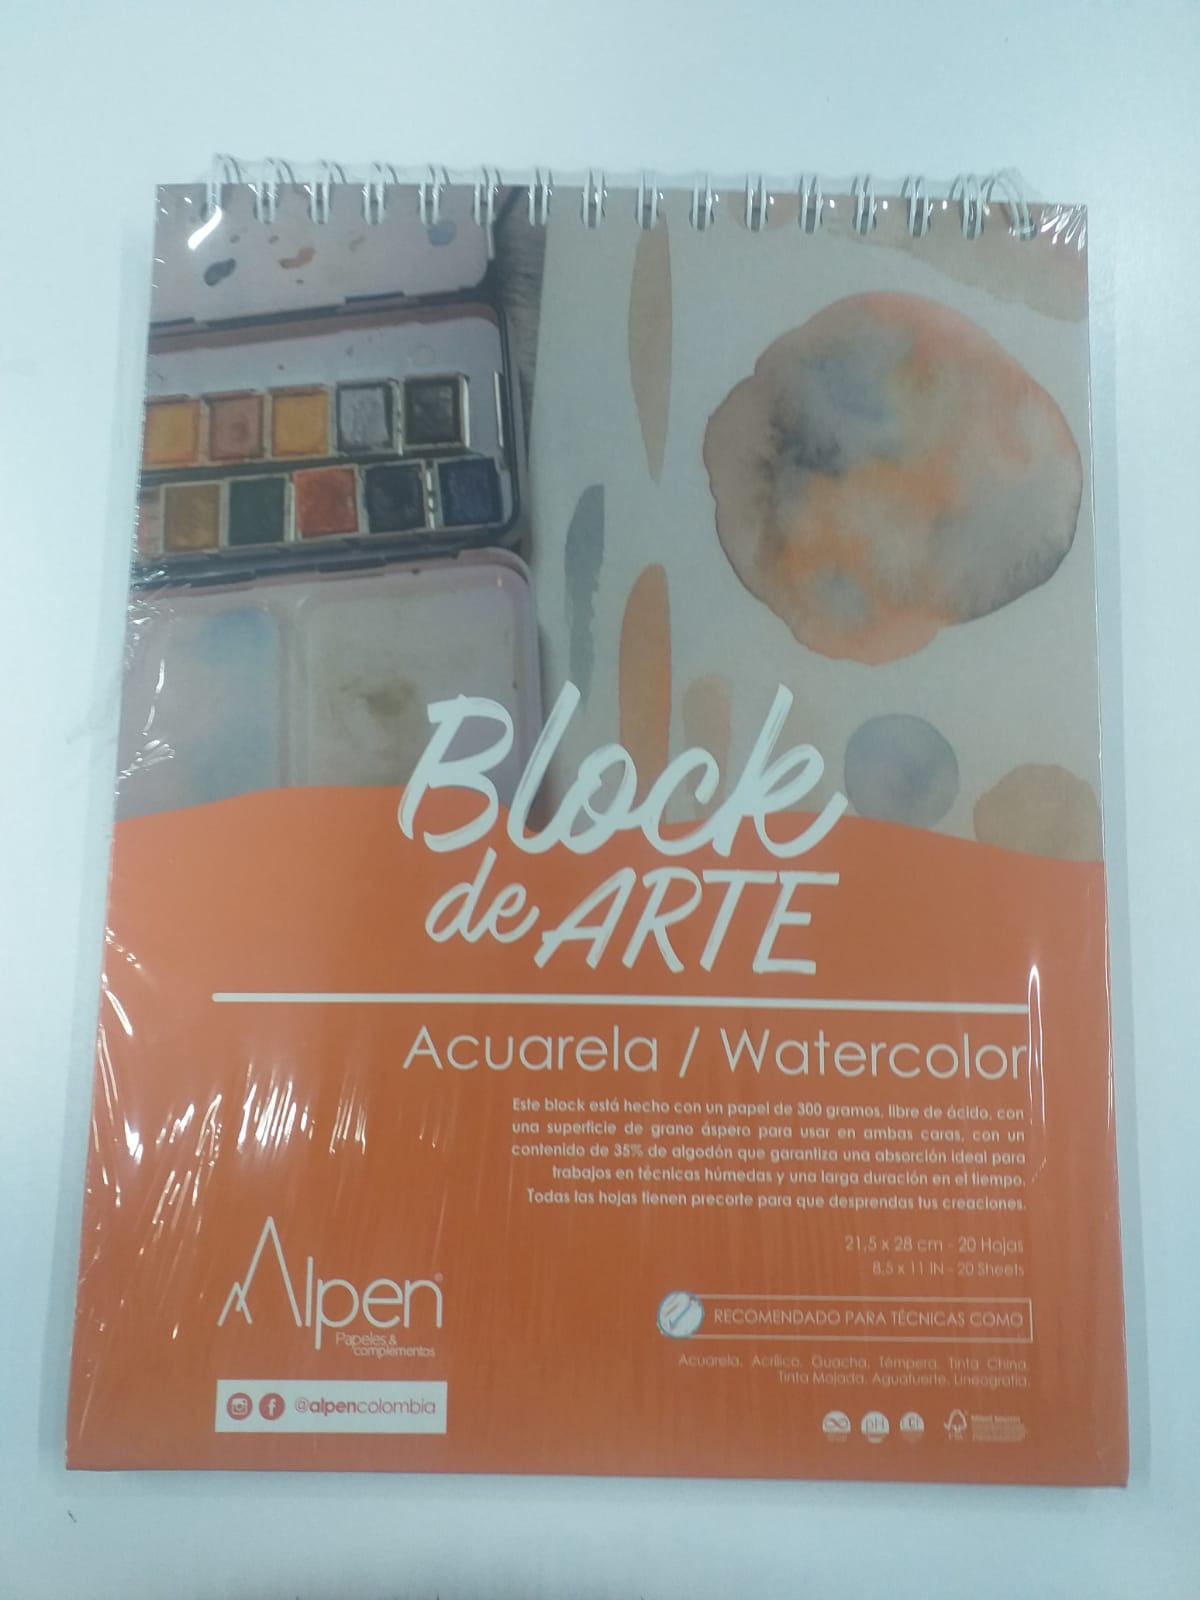 Block
de ARTE
Acuarela / Watercolor
Este block está hecho con un papel de 300 gramos, libre de ácido, con
una superficie de grano áspero para usar en ambas caras, con un
contenido de 35% de algodón que garantiza una absorción ideal para
trabajos en técnicas húmedas y una larga duración en el tiempo.
Todas las hojas tienen precorte para que desprendas tus creaciones.
21,5 x 28 cm - 20 Hojas
8.5 x 11 IN - 20 Sheets
Alpen®
Papeles &
complementos
RECOMENDADO PARA TÉCNICAS COMO
Acuarela, Acrílico, Guacha, Témpera, Tinta China,
Tinta Mojada, Aguafuerte, Lineografía.
@alpencolombia
pH